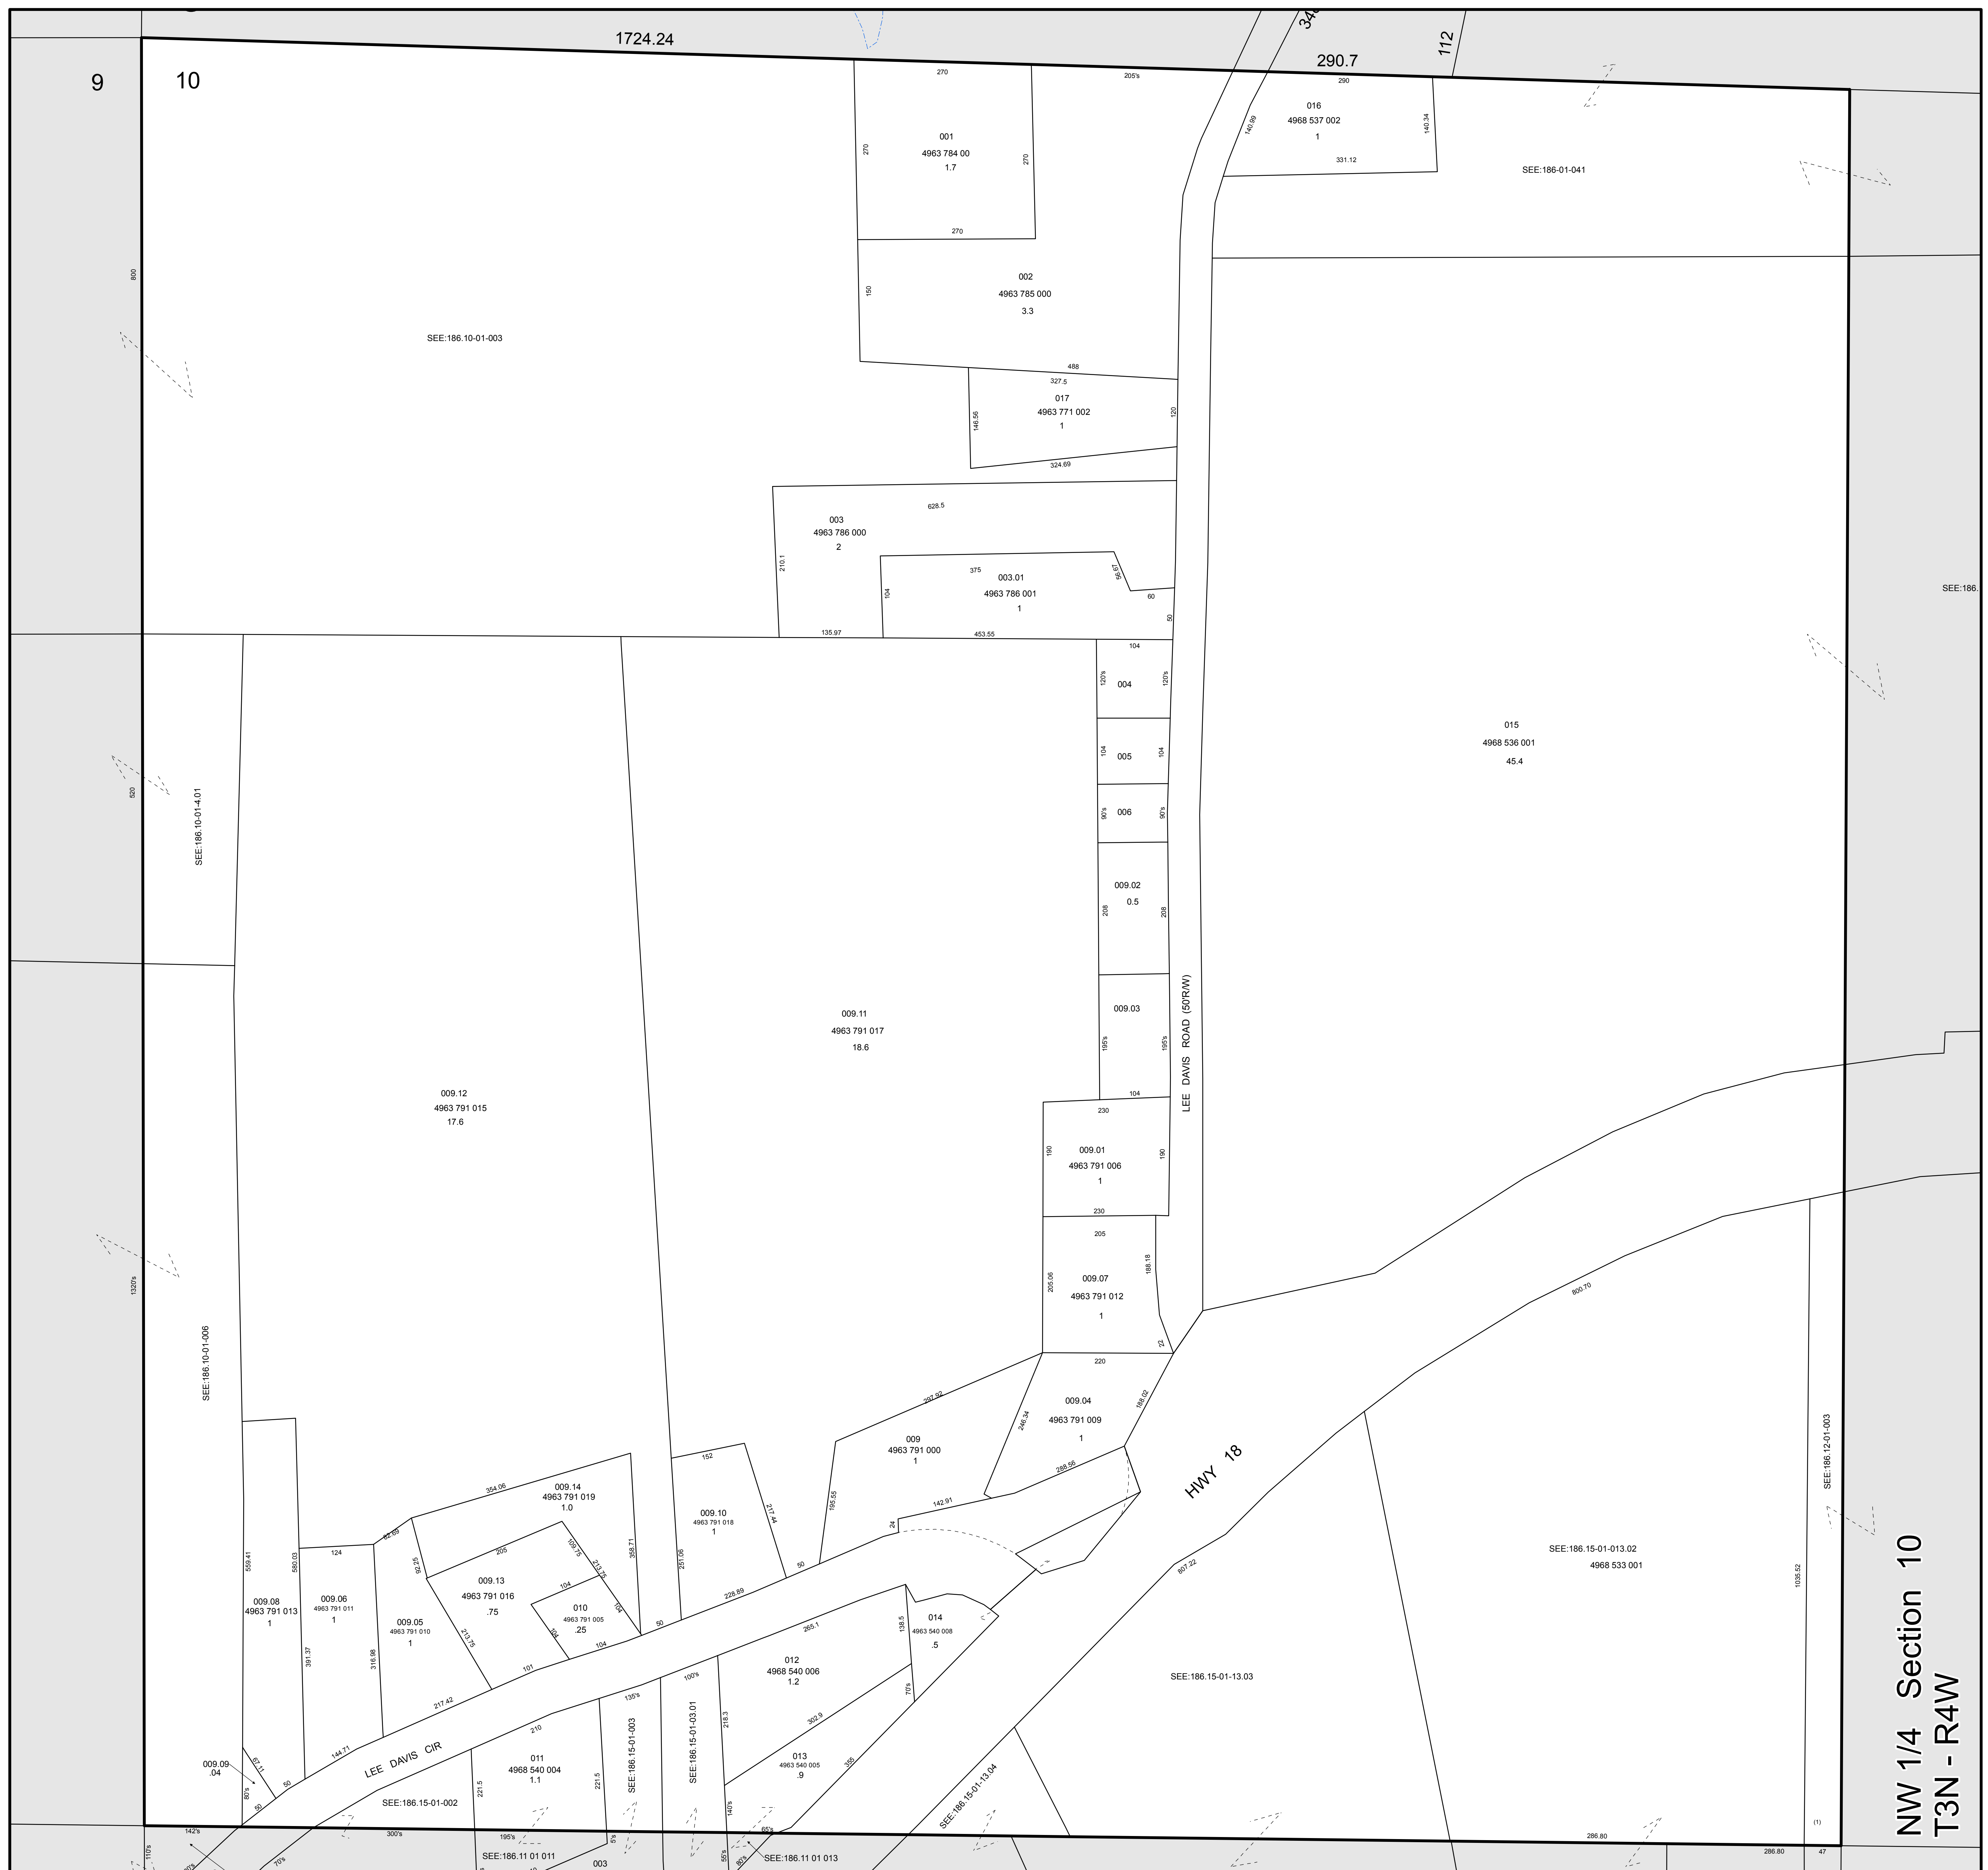 1724.24
290.7
112
9
10
270
205's
290
001
4963 784 00
1.7
270
270
270
016
4968 537 002
1
140.99
140.34
331.12
SEE:186-01-041
800
002
4963 785 000
3.3
150
488
SEE:186.10-01-003
327.5
017
4963 771 002
1
146.56
120
324.69
628.5
003
4963 786 000
2
210.1
375
003.01
4963 786 001
1
104
56.67
60
50
135.97
453.55
SEE:186.
104
120's
004
120's
104
005
104
90's
006
90's
009.02
0.5
208
208
009.03
195's
195's
104
015
4968 536 001
45.4
520
SEE:186.10-01-4.01
LEE DAVIS ROAD (50'R/W)
009.11
4963 791 017
18.6
009.12
4963 791 015
17.6
230
009.01
4963 791 006
1
190
190
230
205
009.07
4963 791 012
1
205.06
188.18
22
1320's
SEE:186.10-01-006
800.70
220
009.04
4963 791 009
1
246.34
188.02
288.56
297.92
009
4963 791 000
1
195.55
142.91
24
HWY 18
152
009.10
4963 791 018
1
217.44
251.06
228.89
50
354.06
009.14
4963 791 019
1.0
358.71
82.69
92.25
205
109.75
213.75
009.13
4963 791 016
.75
213.75
104
010
4963 791 005
.25
104
104
104
101
50
124
009.08
4963 791 013
1
559.41
580.03
009.06
4963 791 011
1
391.37
316.98
009.05
4963 791 010
1
217.42
144.71
009.09
.04
67.11
80's
50
50
LEE DAVIS CIR
SEE:186.15-01-002
210
011
4968 540 004
1.1
221.5
221.5
135's
SEE:186.15-01-003
SEE:186.15-01-03.01
100's
265.1
012
4968 540 006
1.2
218.3
302.9
138.5
014
4963 540 008
.5
70's
013
4963 540 005
.9
355
140's
807.22
SEE:186.15-01-13.03
SEE:186.15-01-13.04
SEE:186.15-01-013.02
4968 533 001
1035.52
SEE:186.12-01-003
(1)
286.80
286.80
47
142's
110's
70's
300's
195's
SEE:186.11 01 011
5's
003
55's
65's
80's
SEE:186.11 01 013
NW 1/4 Section 10
T3N - R4W